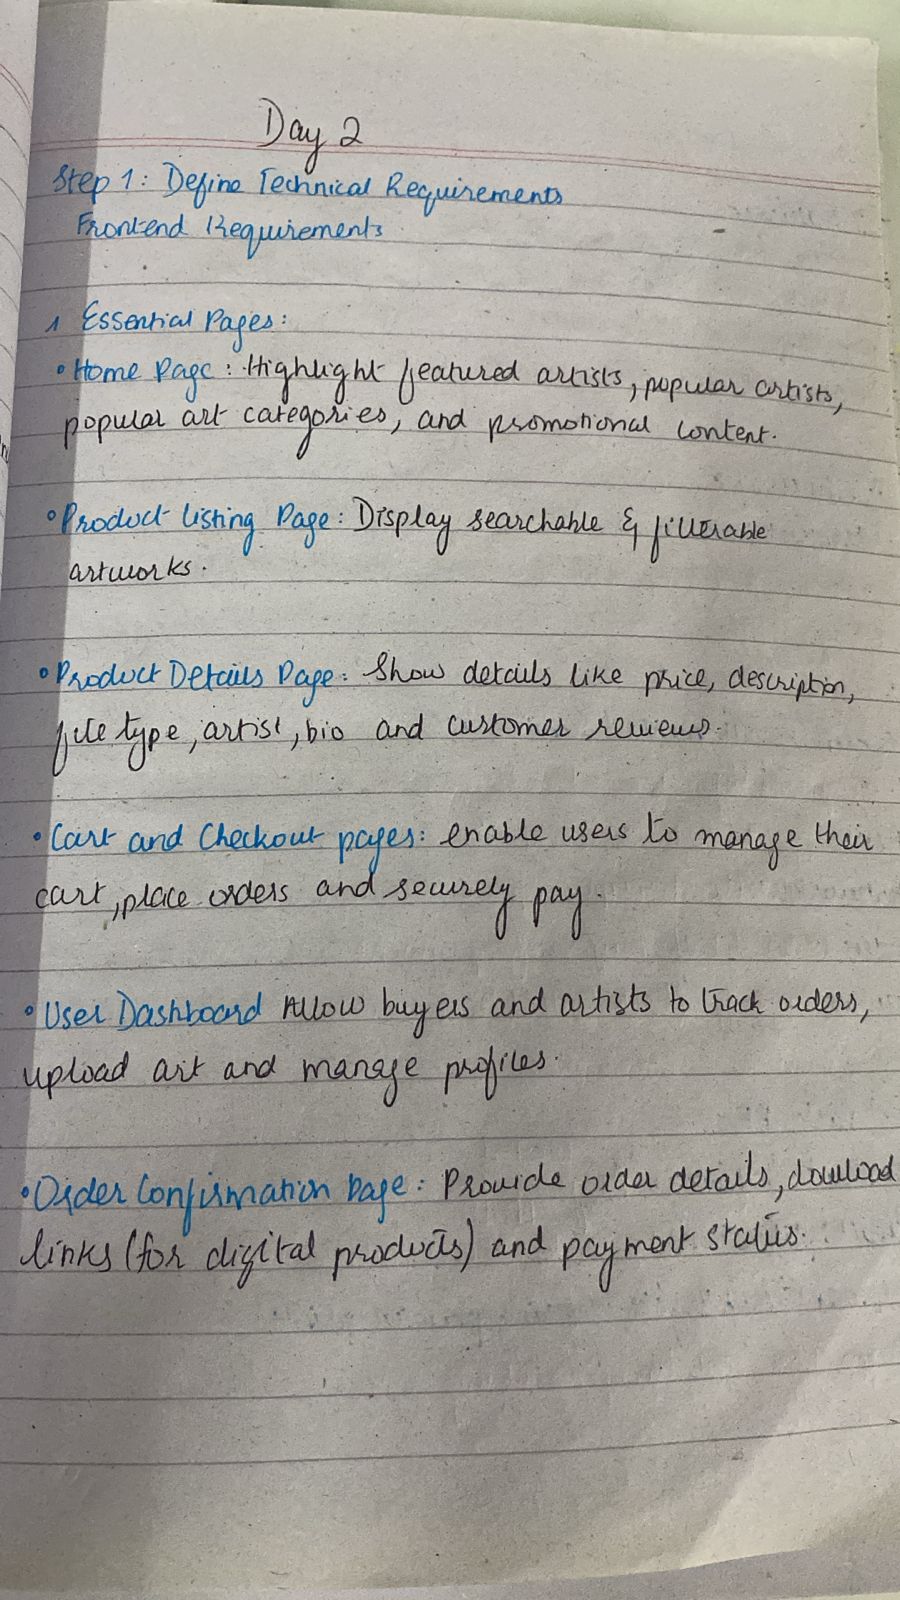 Day 2
Step 1: Define Technical Requirements
Frontend Requirements
1 Essential Pages:
• Home Page: Highlight featured artists, popular artists,
popular art categories, and promotional content.
• Product listing Page: Display searchable & filterable
artworks.
• Product Details Page: Show details like price, description,
file type, artist, bio and customer reviews.
• Cart and Checkout pages: enable users to manage their
cart, place orders and securely pay.
• User Dashboard Allow buyers and artists to track orders,
upload art and manage profiles.
• Order Confirmation Page: Provide order details, dowload
links (for digital products) and payment status.